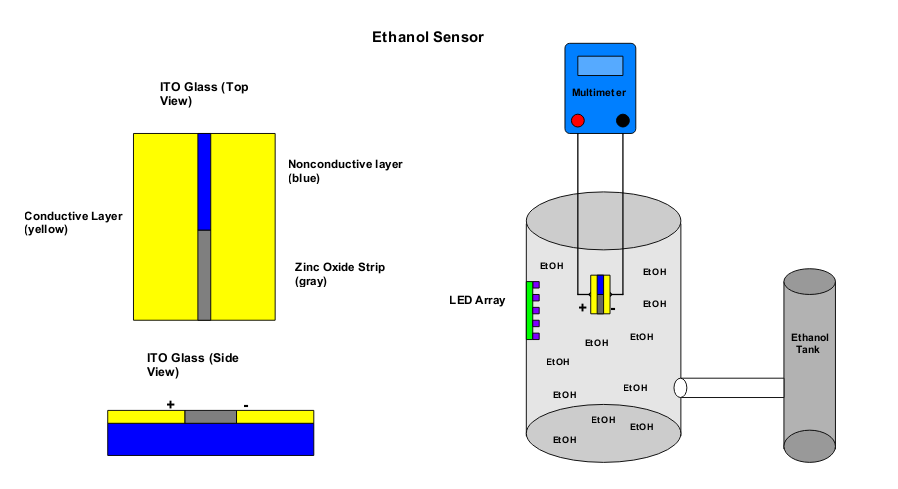 Ethanol Sensor
ITO Glass (Top
View)
Nonconductive layer
(blue)
Conductive Layer
(yellow)
Zinc Oxide Strip
(gray)
ITO Glass (Side
View)
+ -
Multimeter
EtOH
EtOH
LED Array
EtOH
+ -
EtOH
EtOH
Ethanol
Tank
EtOH
EtOH
EtOH
EtOH
EtOH
EtOH